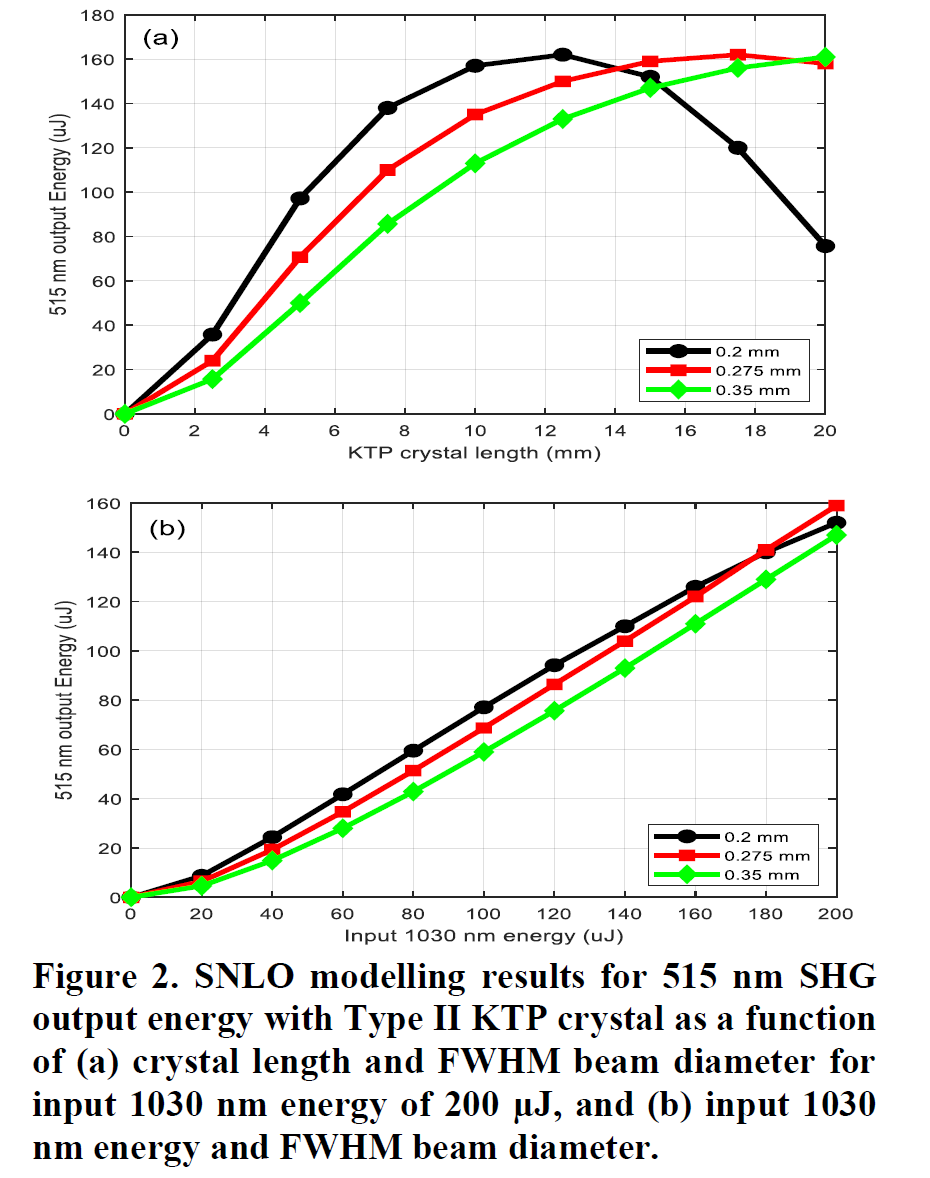 180
(a)
160
140
120
100
80
60
40
20
0
515 nm output Energy (uJ)
0.2 mm
0.275 mm
0.35 mm
0 2 4 6 8 10 12 14 16 18 20
KTP crystal length (mm)
160
(b)
140
120
100
80
60
40
20
0
515 nm output Energy (uJ)
0.2 mm
0.275 mm
0.35 mm
0 20 40 60 80 100 120 140 160 180 200
Input 1030 nm energy (uJ)
Figure 2. SNLO modelling results for 515 nm SHG
output energy with Type II KTP crystal as a function
of (a) crystal length and FWHM beam diameter for
input 1030 nm energy of 200 μJ, and (b) input 1030
nm energy and FWHM beam diameter.